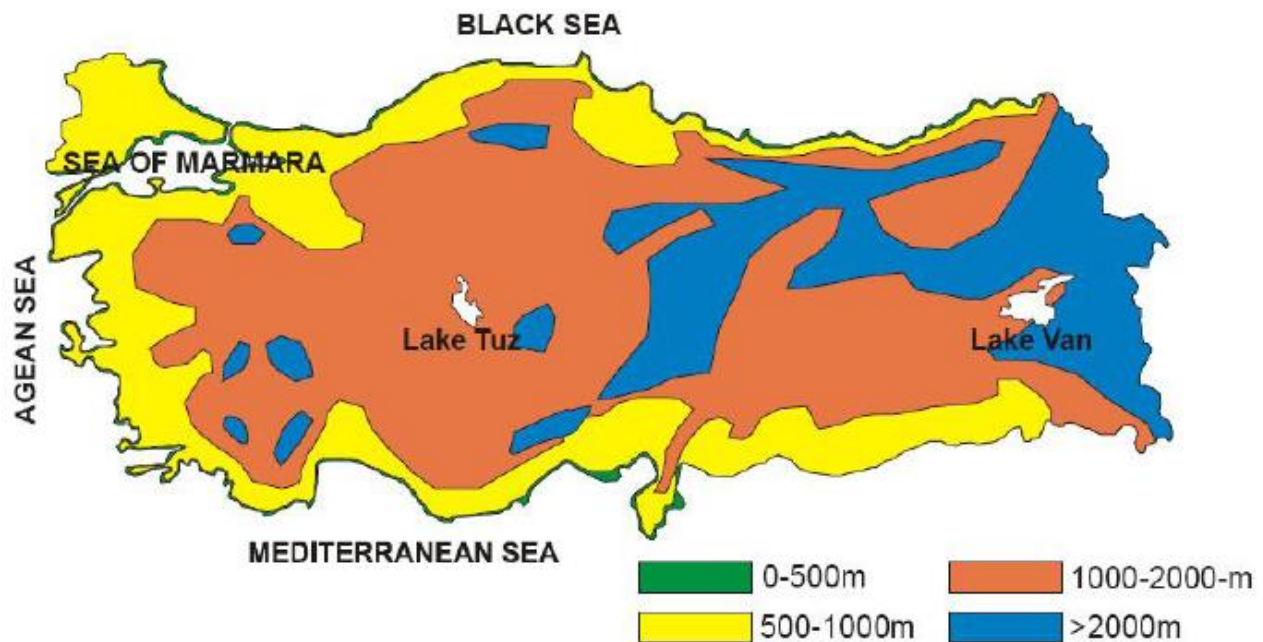 BLACK SEA
SEA OF MARMARA
AGEAN SEA
Lake Tuz
Lake Van
MEDITERRANEAN SEA
0-500m
1000-2000-m
500-1000m
>2000m